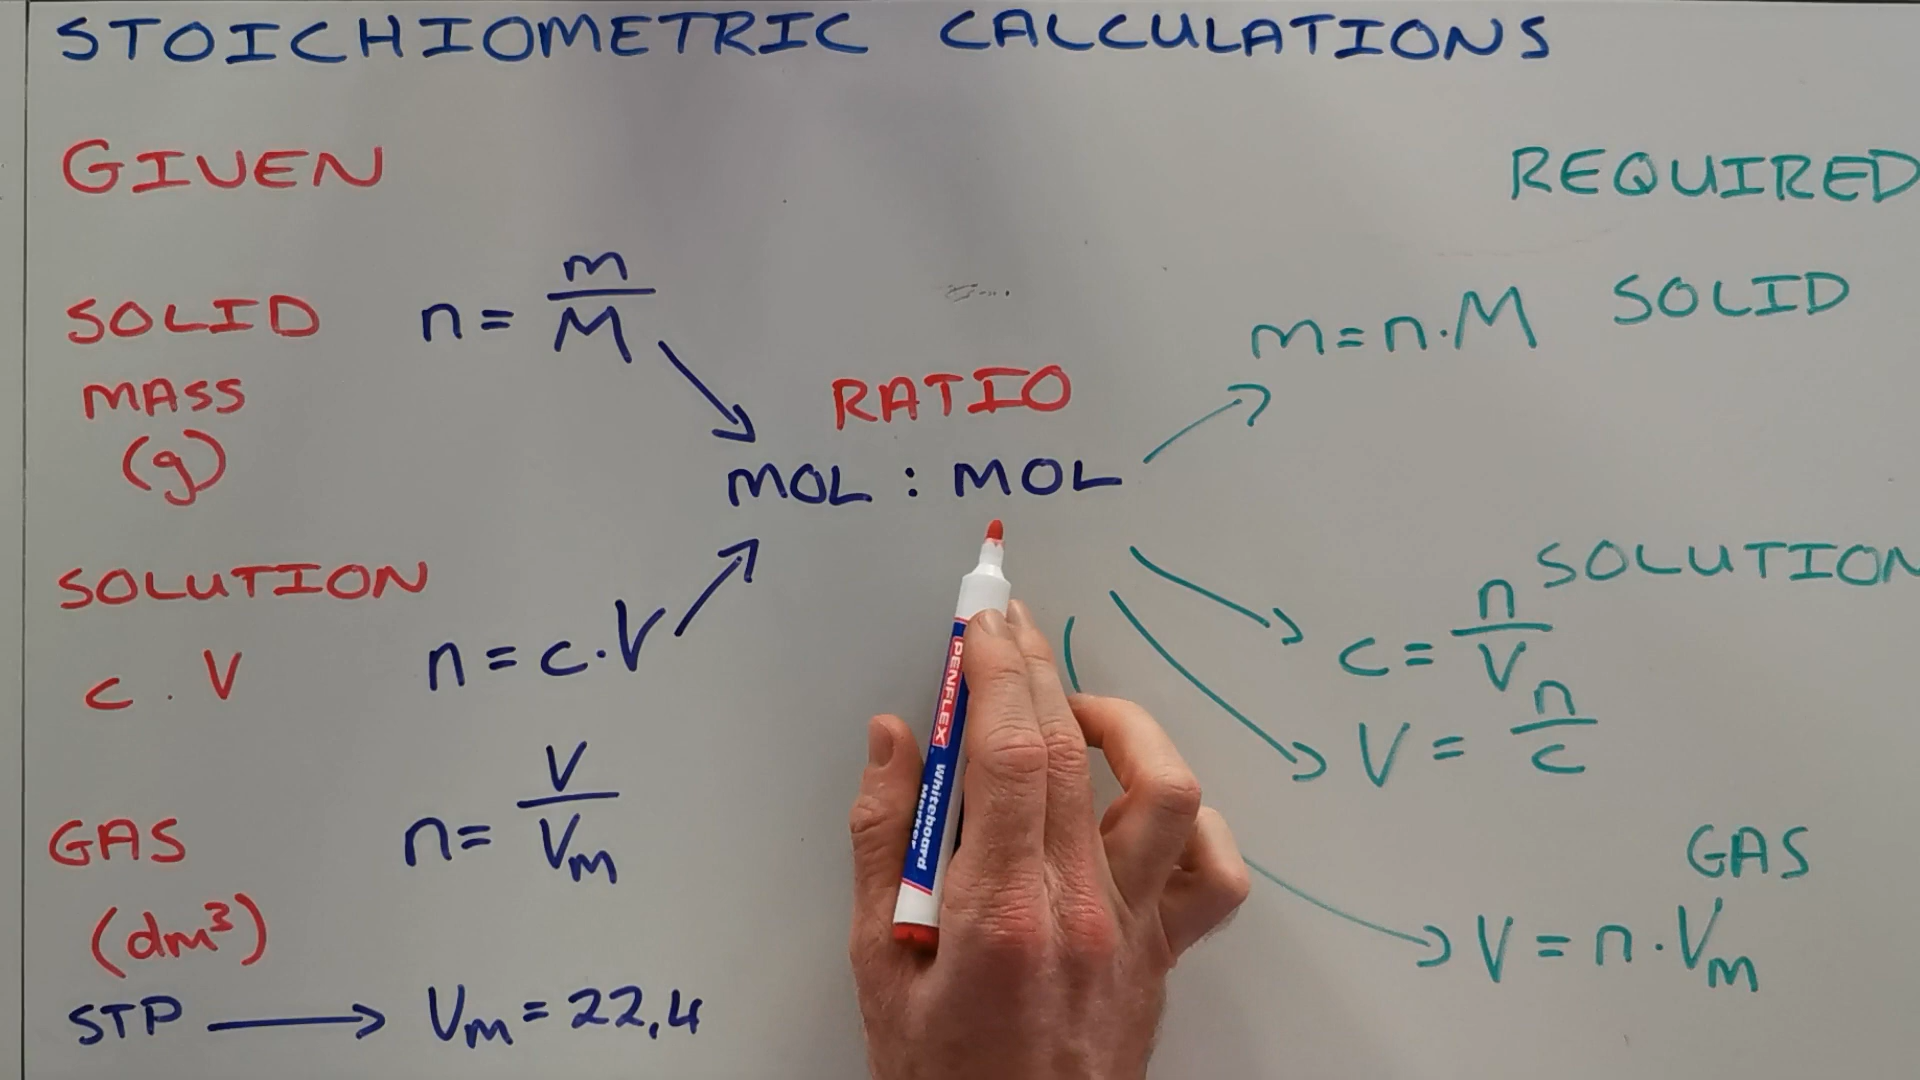 STOICHIOMETRIC CALCULATIONS
GIVEN
REQUIRED
SOLID
MASS
(g)
n = m/M
RATIO
MOL : MOL
m = n.M SOLID
SOLUTION
c . V
n = c.V
SOLUTION
c = n/V
V = n/c
GAS
(dm³)
n = V/Vm
GAS
V = n.Vm
STP → Vm = 22,4
PENFLEX
Whiteboard
Marker